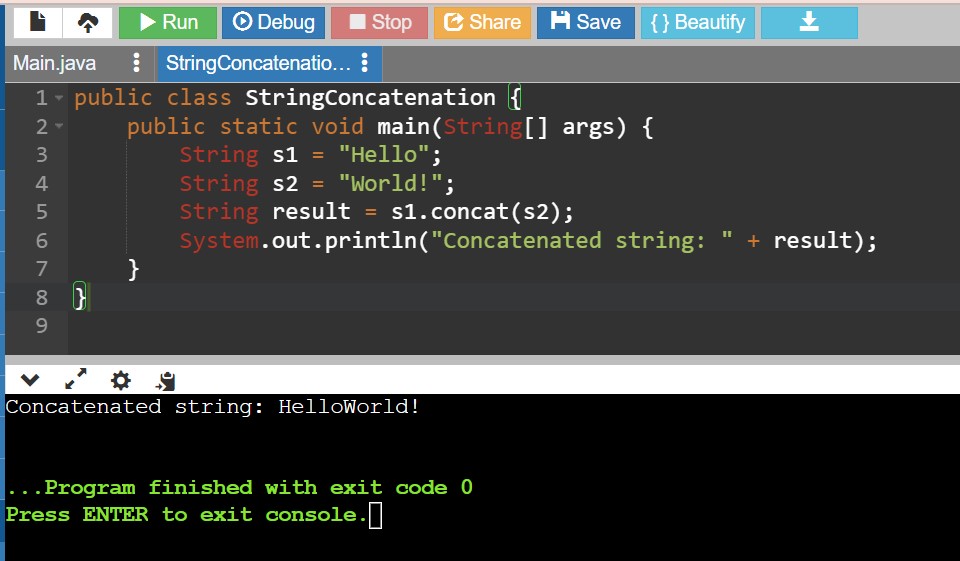 Run Debug Stop Share Save { } Beautify
Main.java StringConcatenatio...
1 public class StringConcatenation {
2     public static void main(String[] args) {
3         String s1 = "Hello";
4         String s2 = "World!";
5         String result = s1.concat(s2);
6         System.out.println("Concatenated string: " + result);
7     }
8 }
9
Concatenated string: HelloWorld!
...Program finished with exit code 0
Press ENTER to exit console.